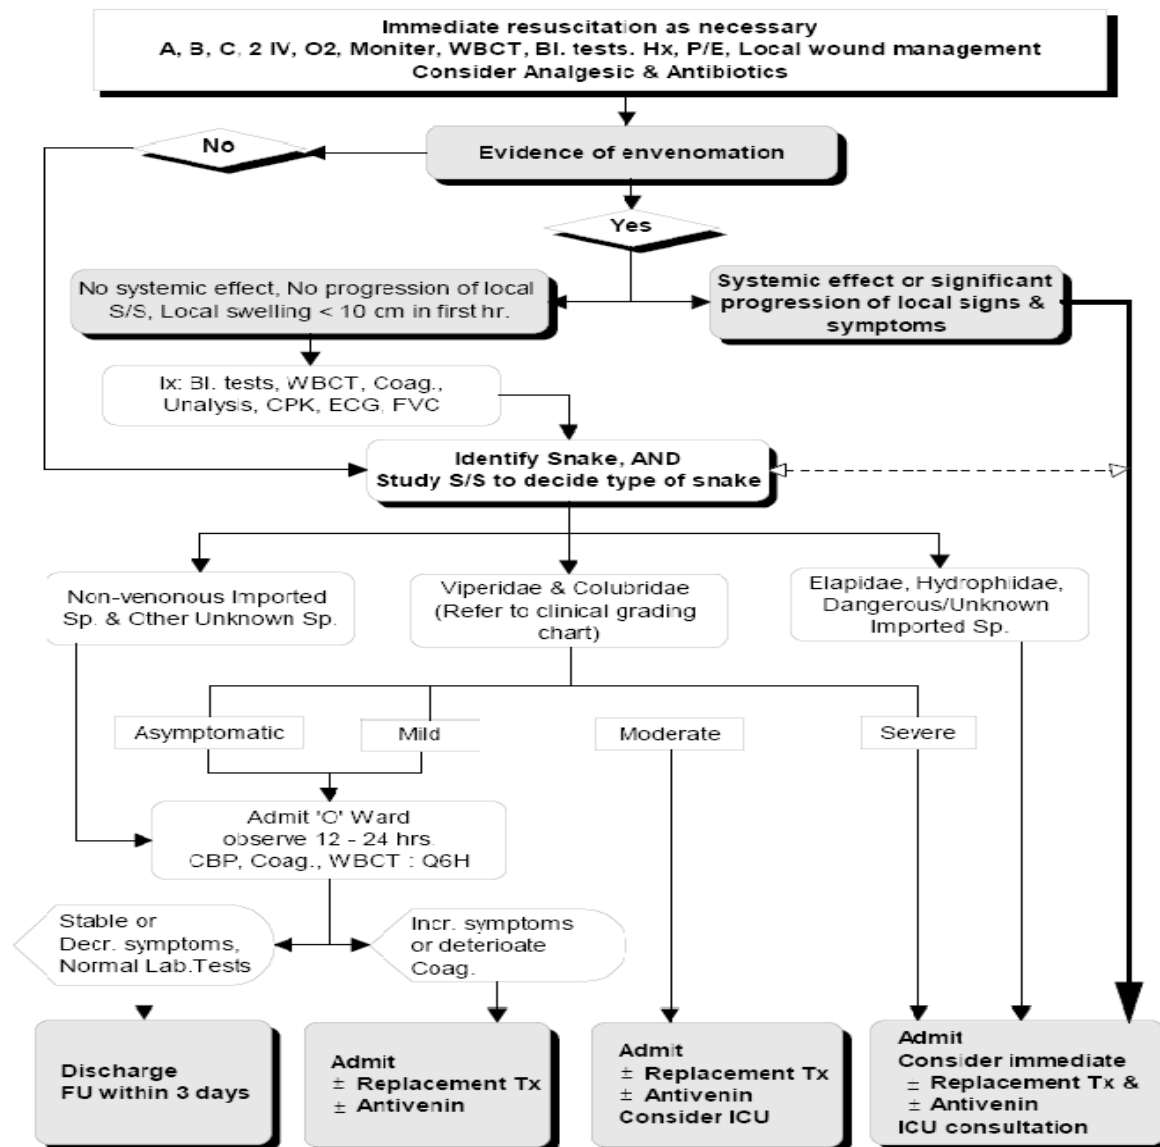 Immediate resuscitation as necessary
A, B, C, 2 IV, O2, Moniter, WBCT, Bl. tests. Hx, P/E, Local wound management
Consider Analgesic & Antibiotics
No
Evidence of envenomation
Yes
No systemic effect, No progression of local
S/S, Local swelling < 10 cm in first hr.
Systemic effect or significant
progression of local signs &
symptoms
Ix: Bl. tests, WBCT, Coag.,
Unalysis, CPK, ECG, FVC
Identify Snake, AND
Study S/S to decide type of snake
Non-venonous Imported
Sp. & Other Unknown Sp.
Viperidae & Colubridae
(Refer to clinical grading
chart)
Elapidae, Hydrophiidae,
Dangerous/Unknown
Imported Sp.
Asymptomatic
Mild
Moderate
Severe
Admit 'O' Ward
observe 12 - 24 hrs.
CBP, Coag., WBCT : Q6H
Stable or
Decr. symptoms,
Normal Lab.Tests
Incr. symptoms
or deterioate
Coag.
Discharge
FU within 3 days
Admit
± Replacement Tx
± Antivenin
Admit
± Replacement Tx
± Antivenin
Consider ICU
Admit
Consider immediate
± Replacement Tx &
± Antivenin
ICU consultation